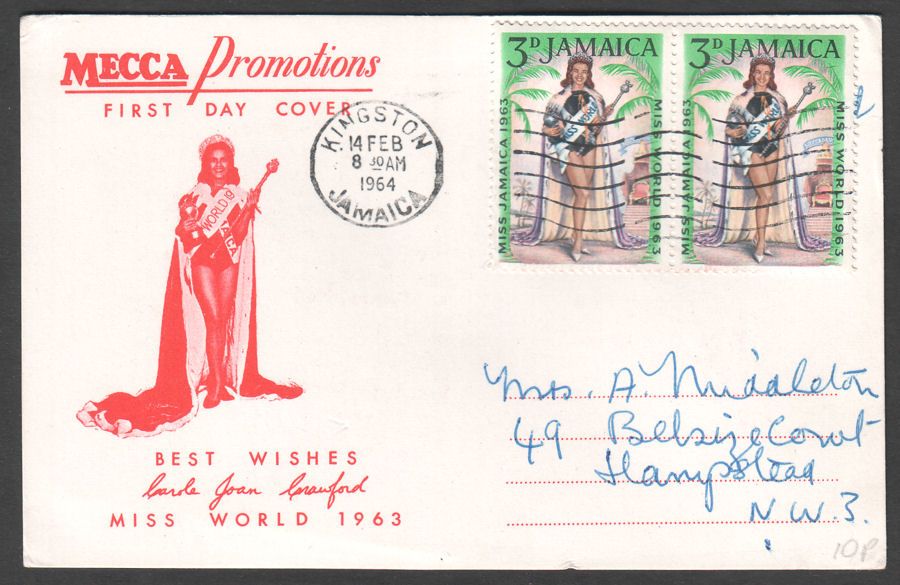 MECCA Promotions
FIRST DAY COVER
KINGSTON
14 FEB
8 30 AM
1964
JAMAICA
3D JAMAICA
MISS JAMAICA 1963
MISS WORLD 1963
3D JAMAICA
MISS JAMAICA 1963
MISS WORLD 1963
WORLD 19
BEST WISHES
Carole Joan Crawford
MISS WORLD 1963
Mrs. A. Middleton
49 Belsize Court
Hampstead
N.W.3.
10P